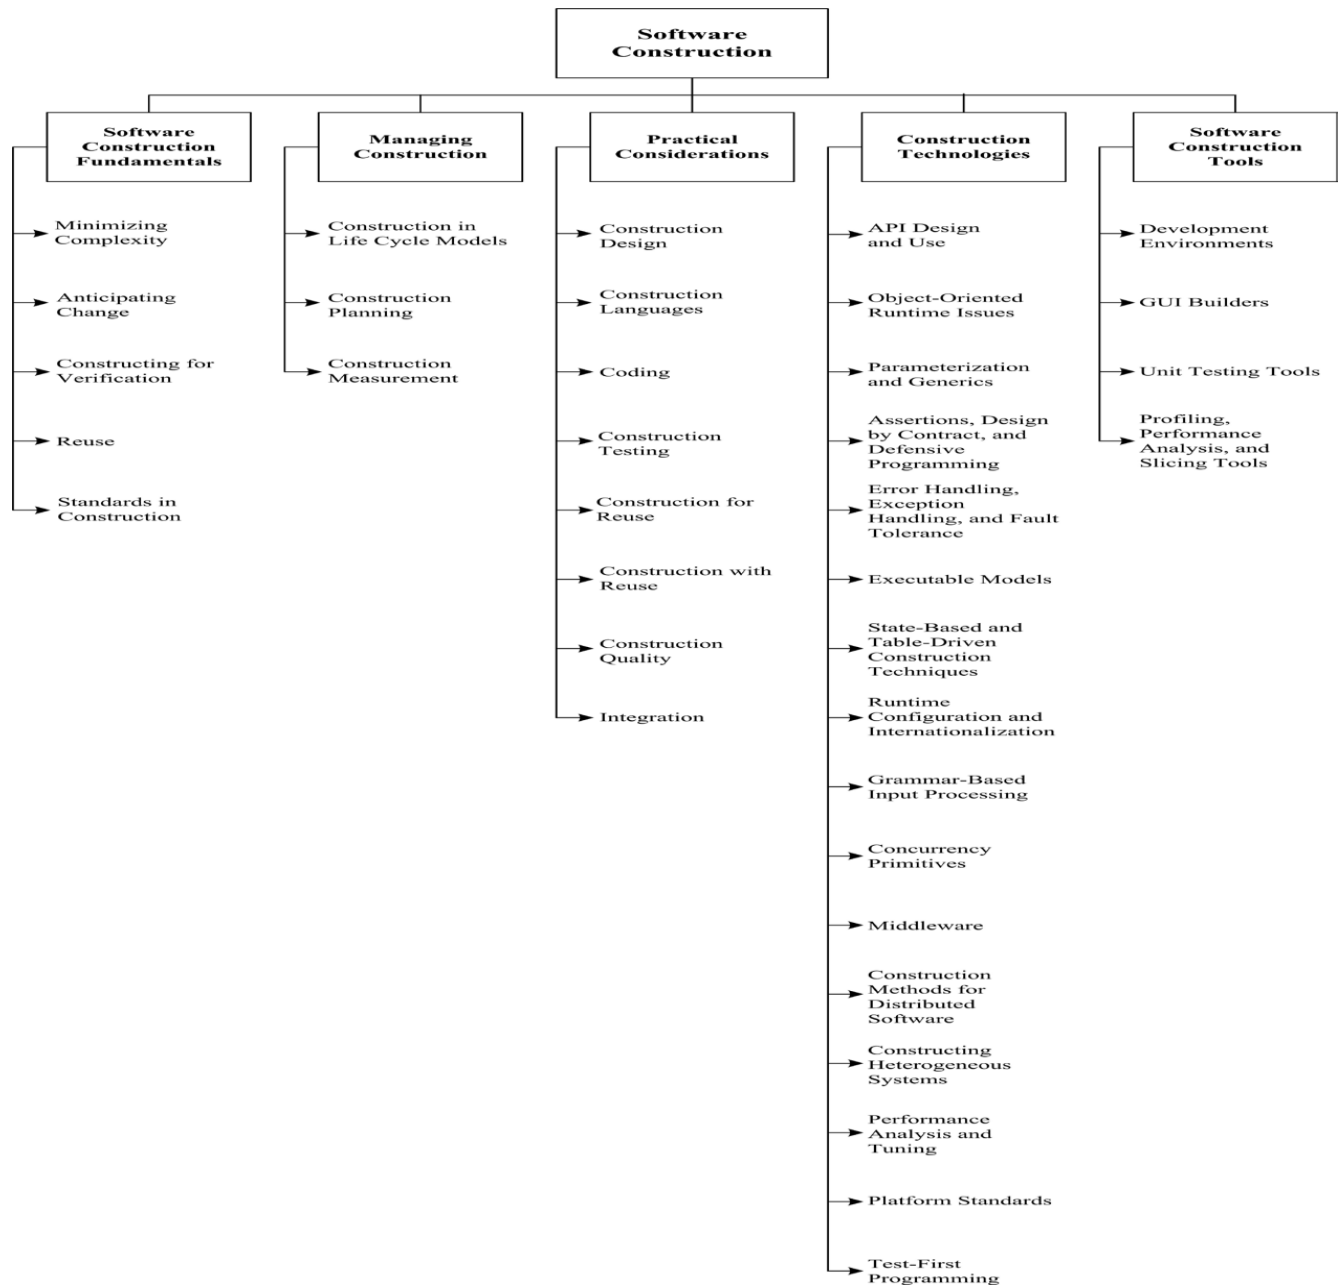 Software
Construction
Software
Construction
Fundamentals
Managing
Construction
Practical
Considerations
Construction
Technologies
Software
Construction
Tools
Minimizing
Complexity
Anticipating
Change
Constructing for
Verification
Reuse
Standards in
Construction
Construction in
Life Cycle Models
Construction
Planning
Construction
Measurement
Construction
Design
Construction
Languages
Coding
Construction
Testing
Construction for
Reuse
Construction with
Reuse
Construction
Quality
Integration
API Design
and Use
Object-Oriented
Runtime Issues
Parameterization
and Generics
Assertions, Design
by Contract, and
Defensive
Programming
Error Handling,
Exception
Handling, and Fault
Tolerance
Executable Models
State-Based and
Table-Driven
Construction
Techniques
Runtime
Configuration and
Internationalization
Grammar-Based
Input Processing
Concurrency
Primitives
Middleware
Construction
Methods for
Distributed
Software
Constructing
Heterogeneous
Systems
Performance
Analysis and
Tuning
Platform Standards
Test-First
Programming
Development
Environments
GUI Builders
Unit Testing Tools
Profiling,
Performance
Analysis, and
Slicing Tools